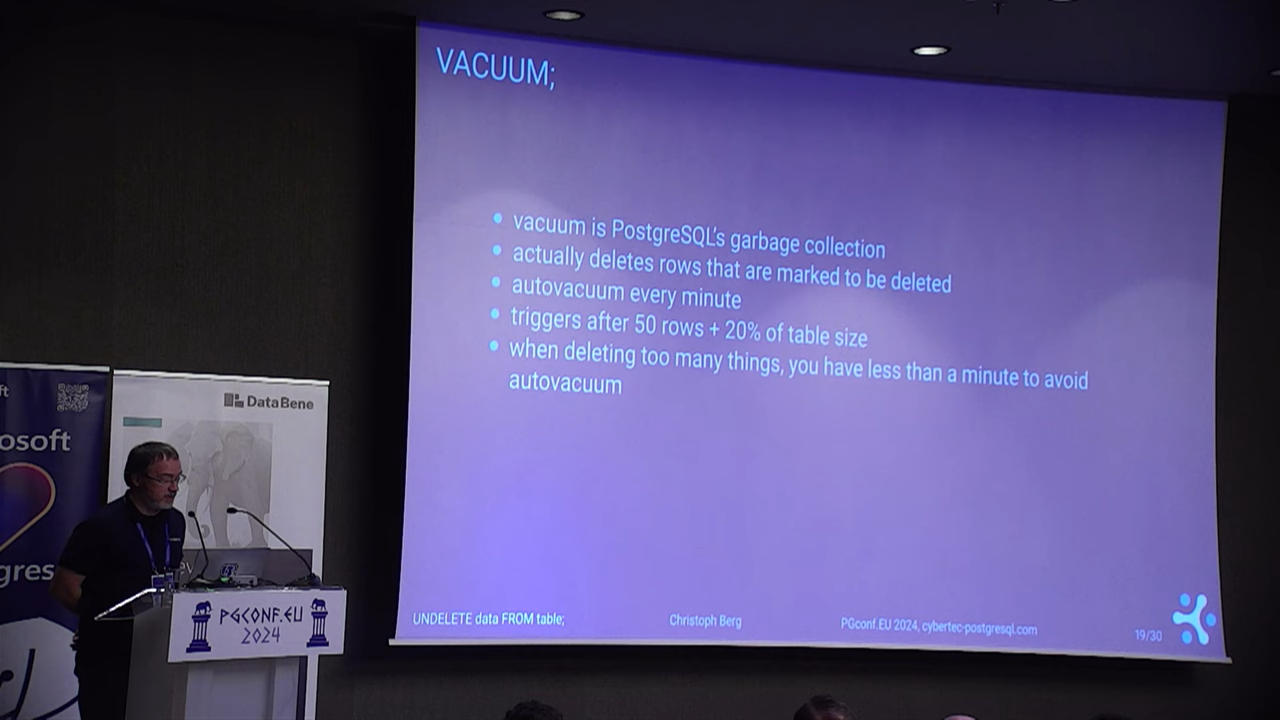 VACUUM;
vacuum is PostgreSQL's garbage collection
actually deletes rows that are marked to be deleted
autovacuum every minute
triggers after 50 rows + 20% of table size
when deleting too many things, you have less than a minute to avoid
autovacuum
UNDELETE data FROM table;
Christoph Berg
PGconf.EU 2024, cybertec-postgresql.com
19/30
ft
osoft
gres
DataBene
PGCONF.EU
2024